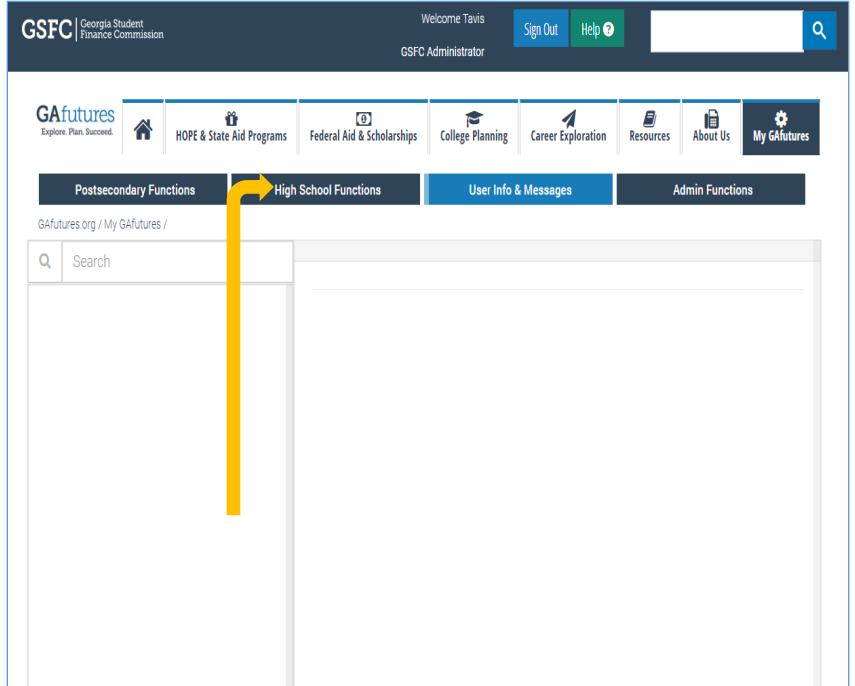 GSFC Georgia Student
Finance Commission
Welcome Tavis
GSFC Administrator
Sign Out
Help ?
GAfutures
Explore. Plan. Succeed.
HOPE & State Aid Programs
Federal Aid & Scholarships
College Planning
Career Exploration
Resources
About Us
My GAfutures
Postsecondary Functions
High School Functions
User Info & Messages
Admin Functions
GAfutures.org / My GAfutures /
Search